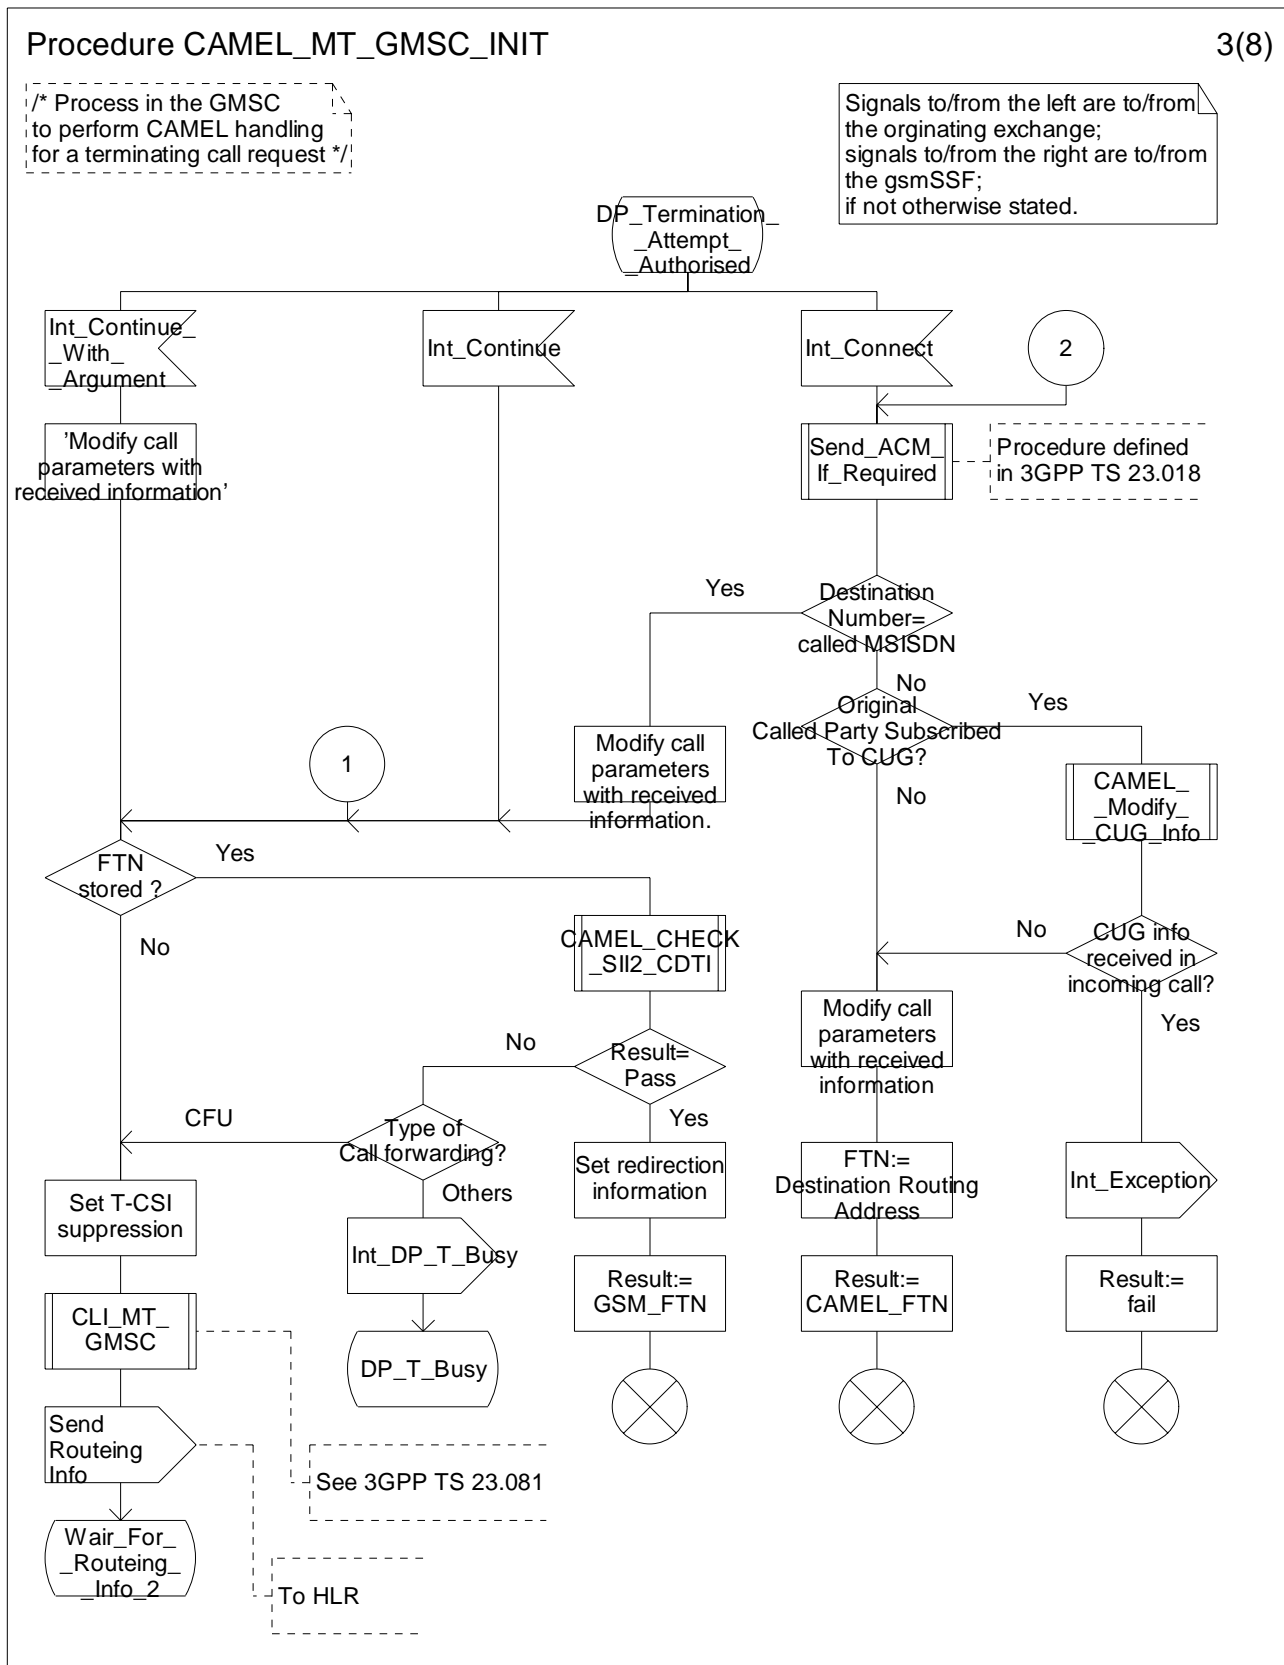 Procedure CAMEL_MT_GMSC_INIT
3(8)
/* Process in the GMSC
to perform CAMEL handling
for a terminating call request */
Signals to/from the left are to/from
the orginating exchange;
signals to/from the right are to/from
the gsmSSF;
if not otherwise stated.
DP_Termination_
_Attempt_
_Authorised
Int_Continue_
_With_
_Argument
Int_Continue
Int_Connect
2
'Modify call
parameters with
received information'
Send_ACM_
If_Required
Procedure defined
in 3GPP TS 23.018
Yes
Destination
Number=
called MSISDN
No
Original
Called Party Subscribed
To CUG?
Yes
No
1
Modify call
parameters
with received
information.
CAMEL_
_Modify_
_CUG_Info
FTN
stored ?
Yes
No
CAMEL_CHECK
_SII2_CDTI
No
CUG info
received in
incoming call?
Yes
Modify call
parameters
with received
information
No
Result=
Pass
Yes
CFU
Type of
Call forwarding?
Others
Set redirection
information
FTN:=
Destination Routing
Address
Int_Exception
Set T-CSI
suppression
Int_DP_T_Busy
Result:=
GSM_FTN
Result:=
CAMEL_FTN
Result:=
fail
CLI_MT_
GMSC
DP_T_Busy
Send
Routeing
Info
See 3GPP TS 23.081
Wair_For_
_Routeing_
_Info_2
To HLR